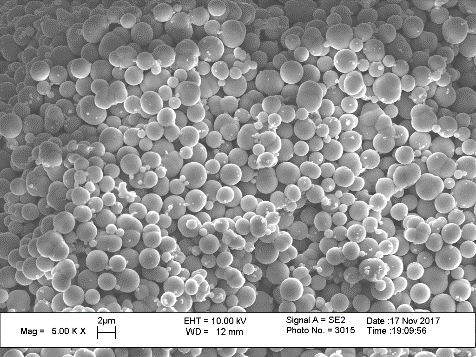 Mag = 5.00 K X
2µm
EHT = 10.00 kV
WD = 12 mm
Signal A = SE2
Photo No. = 3015
Date :17 Nov 2017
Time :19:09:56